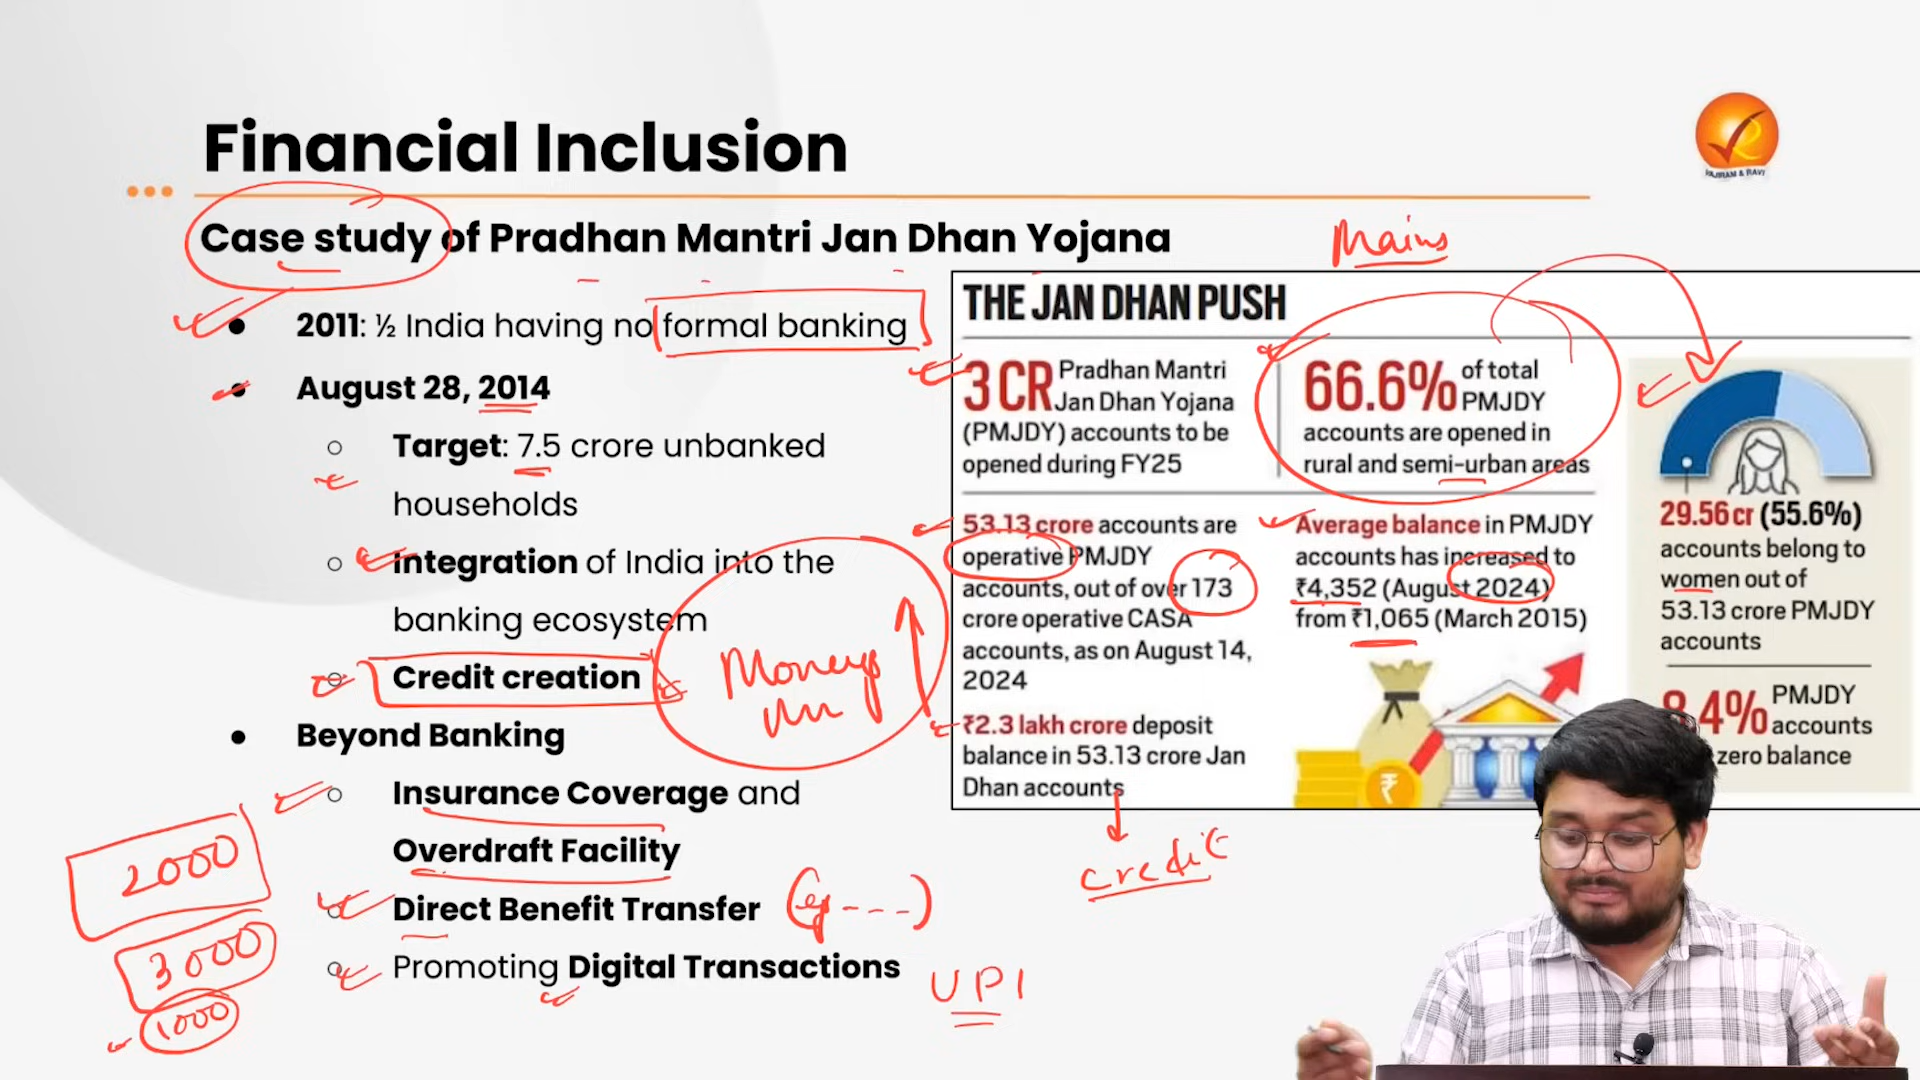 Financial Inclusion
VAJIRAM & RAVI
Case study of Pradhan Mantri Jan Dhan Yojana
Mains
2011: ½ India having no formal banking
August 28, 2014
Target: 7.5 crore unbanked
households
Integration of India into the
banking ecosystem
Credit creation
Money
Beyond Banking
Insurance Coverage and
Overdraft Facility
Direct Benefit Transfer
Promoting Digital Transactions
UPI
2000
3000
1000
THE JAN DHAN PUSH
3 CR Pradhan Mantri
Jan Dhan Yojana
(PMJDY) accounts to be
opened during FY25
66.6% of total
PMJDY
accounts are opened in
rural and semi-urban areas
53.13 crore accounts are
operative PMJDY
accounts, out of over 173
crore operative CASA
accounts, as on August 14,
2024
₹2.3 lakh crore deposit
balance in 53.13 crore Jan
Dhan accounts
credit
Average balance in PMJDY
accounts has increased to
₹4,352 (August 2024)
from ₹1,065 (March 2015)
₹
29.56 cr (55.6%)
accounts belong to
women out of
53.13 crore PMJDY
accounts
8.4% PMJDY
accounts
zero balance